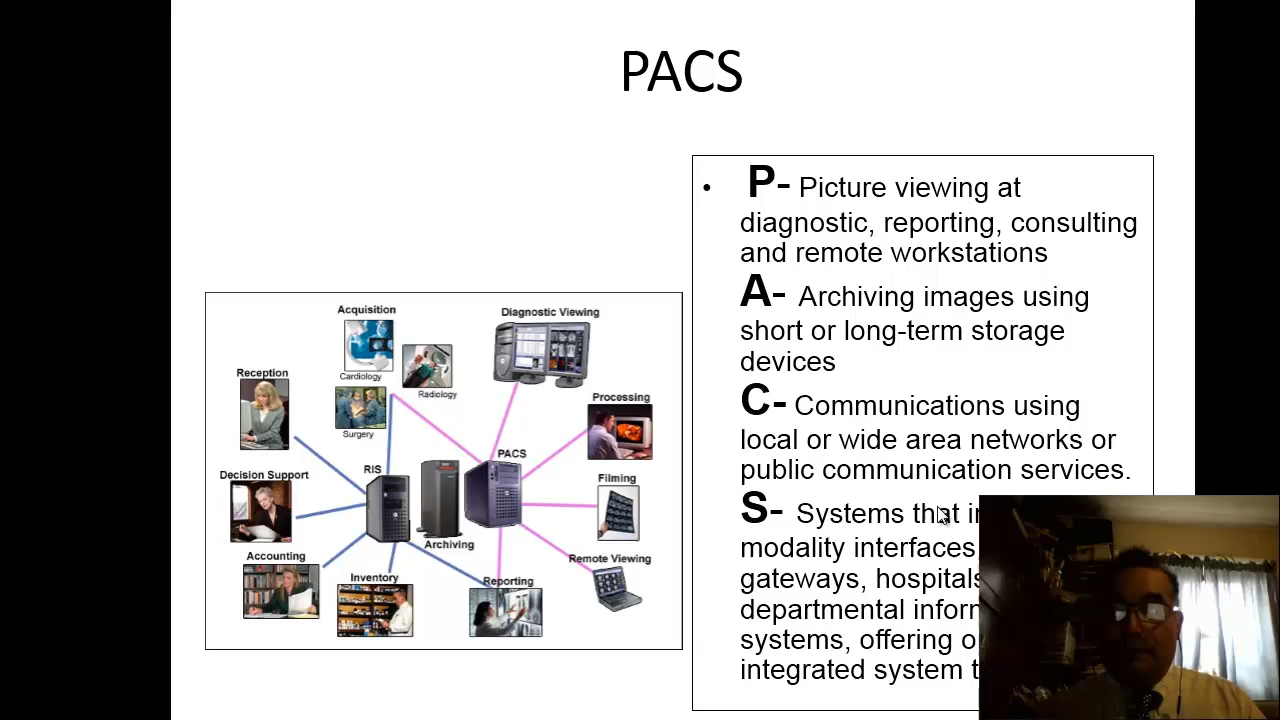 PACS
• P- Picture viewing at
diagnostic, reporting, consulting
and remote workstations
A- Archiving images using
short or long-term storage
devices
C- Communications using
local or wide area networks or
public communication services.
S- Systems that
modality interfaces
gateways, hospitals
departmental
systems, offering
integrated system
Acquisition
Cardiology
Radiology
Surgery
Diagnostic Viewing
Reception
Processing
RIS
PACS
Decision Support
Filming
Archiving
Accounting
Inventory
Reporting
Remote Viewing